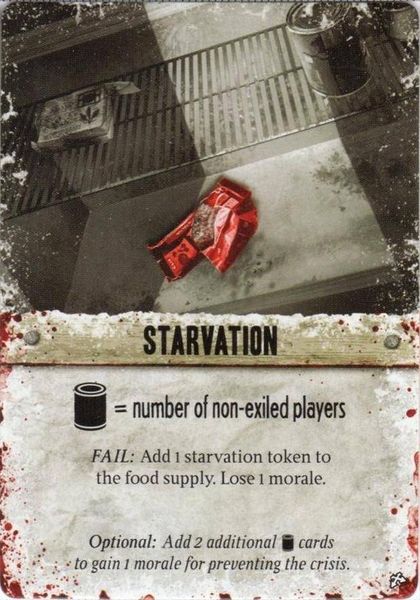 STARVATION
= number of non-exiled players
FAIL: Add 1 starvation token to
the food supply. Lose 1 morale.
Optional: Add 2 additional cards
to gain 1 morale for preventing the crisis.